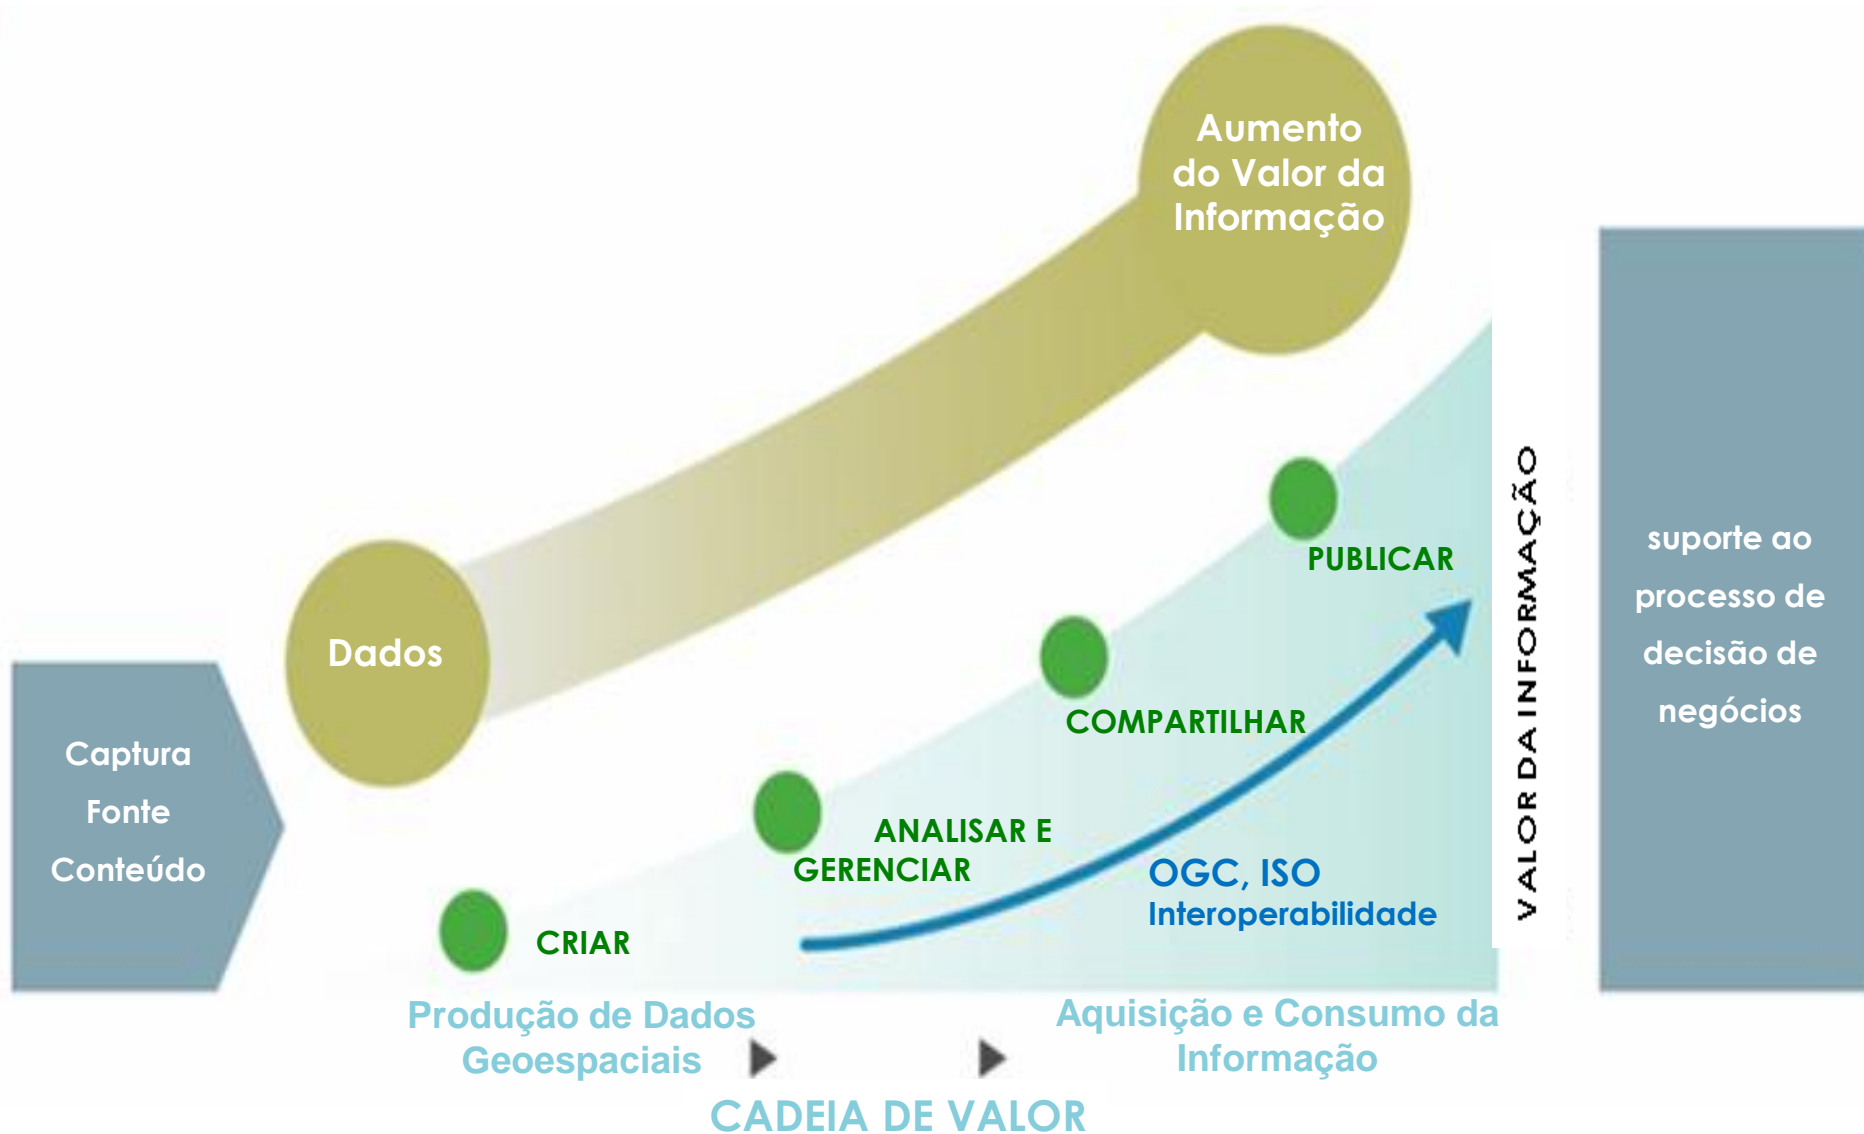 Aumento
do Valor da
Informação
Dados
Captura
Fonte
Conteúdo
CRIAR
ANALISAR E
GERENCIAR
COMPARTILHAR
PUBLICAR
OGC, ISO
Interoperabilidade
VALOR DA INFORMAÇÃO
suporte ao
processo de
decisão de
negócios
Produção de Dados
Geoespaciais
Aquisição e Consumo da
Informação
CADEIA DE VALOR